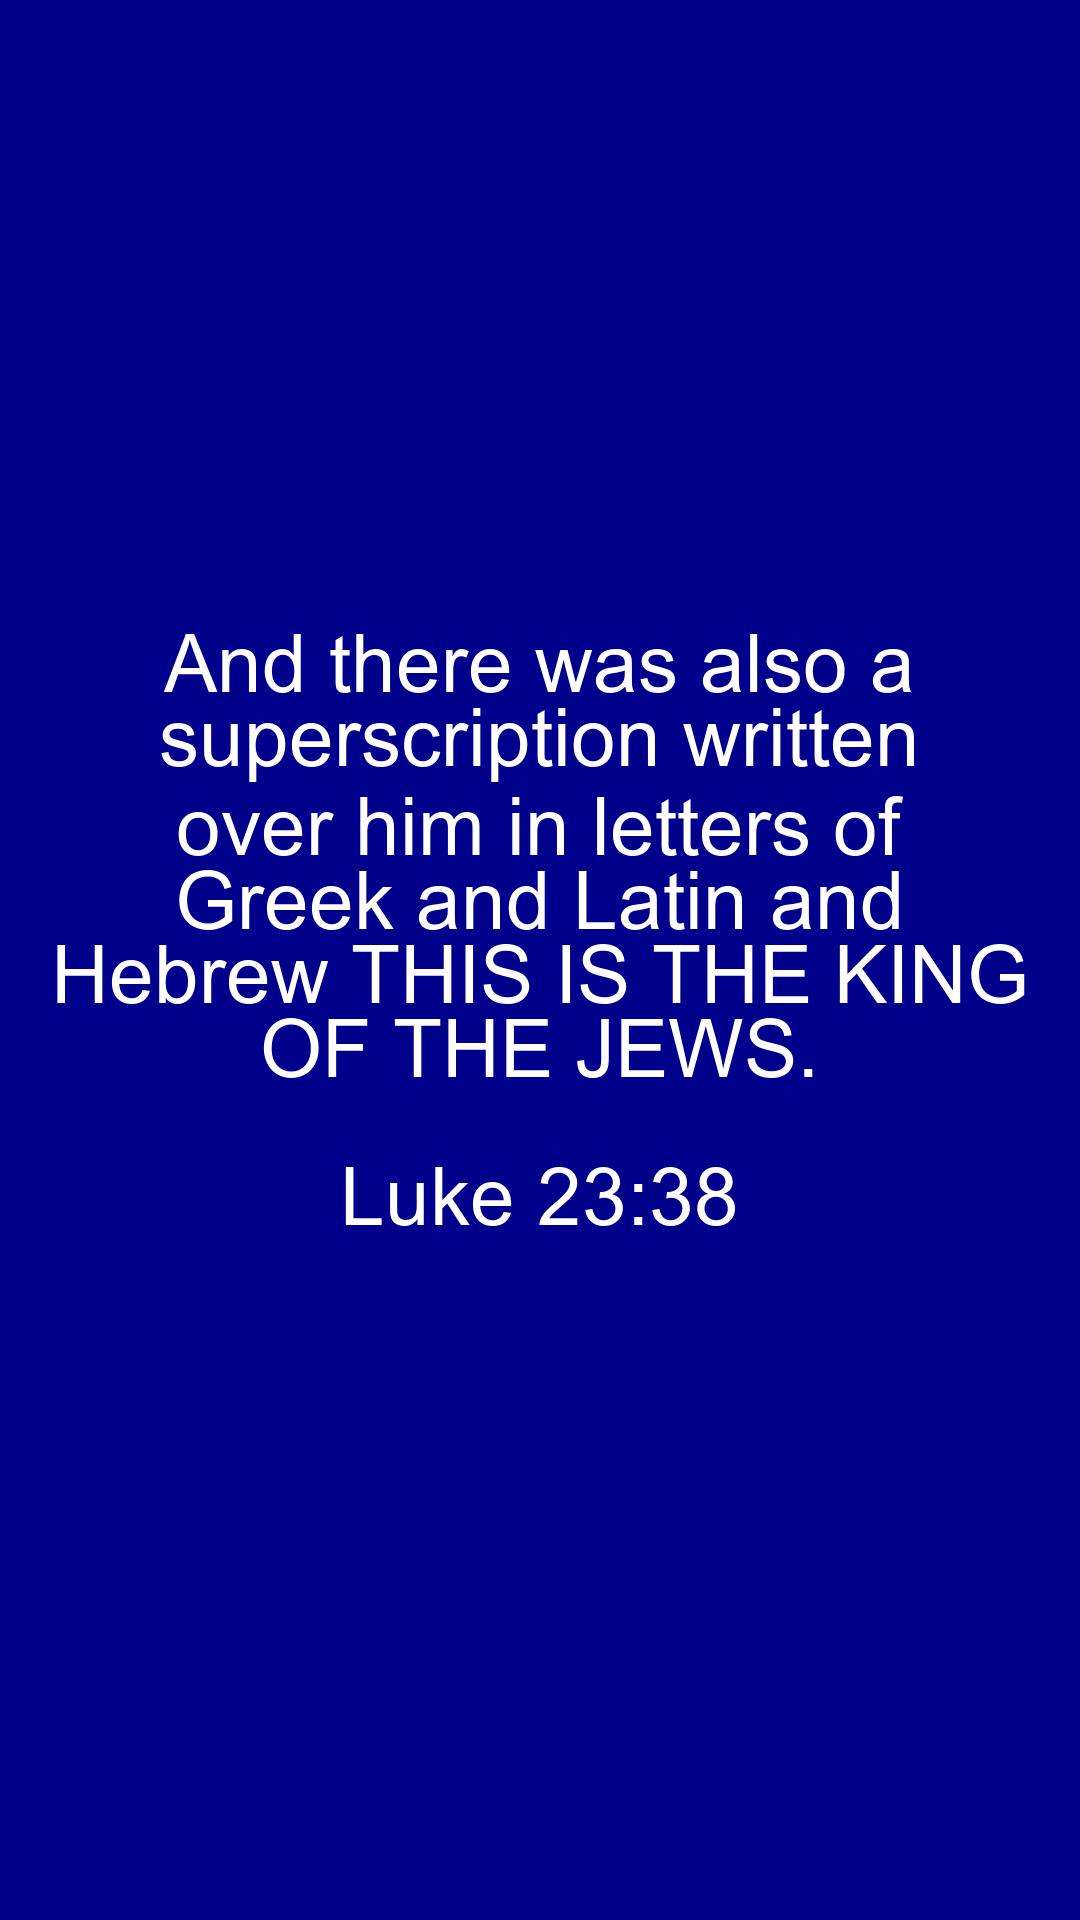 And there was also a
superscription written
over him in letters of
Greek and Latin and
Hebrew THIS IS THE KING
OF THE JEWS.
Luke 23:38